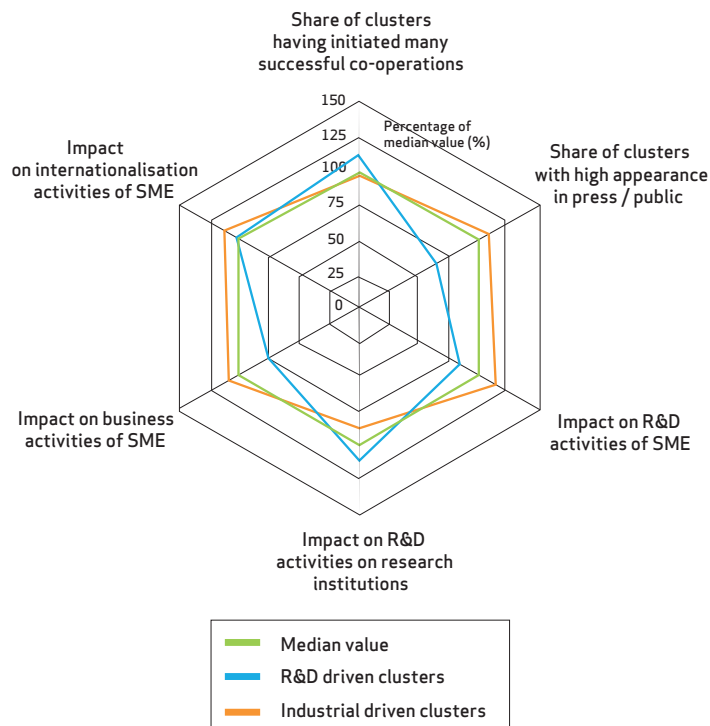 Share of clusters
having initiated many
successful co-operations
150
125
100
75
50
25
0
Percentage of
median value (%)
Impact
on internationalisation
activities of SME
Share of clusters
with high appearance
in press / public
Impact on business
activities of SME
Impact on R&D
activities of SME
Impact on R&D
activities on research
institutions
Median value
R&D driven clusters
Industrial driven clusters